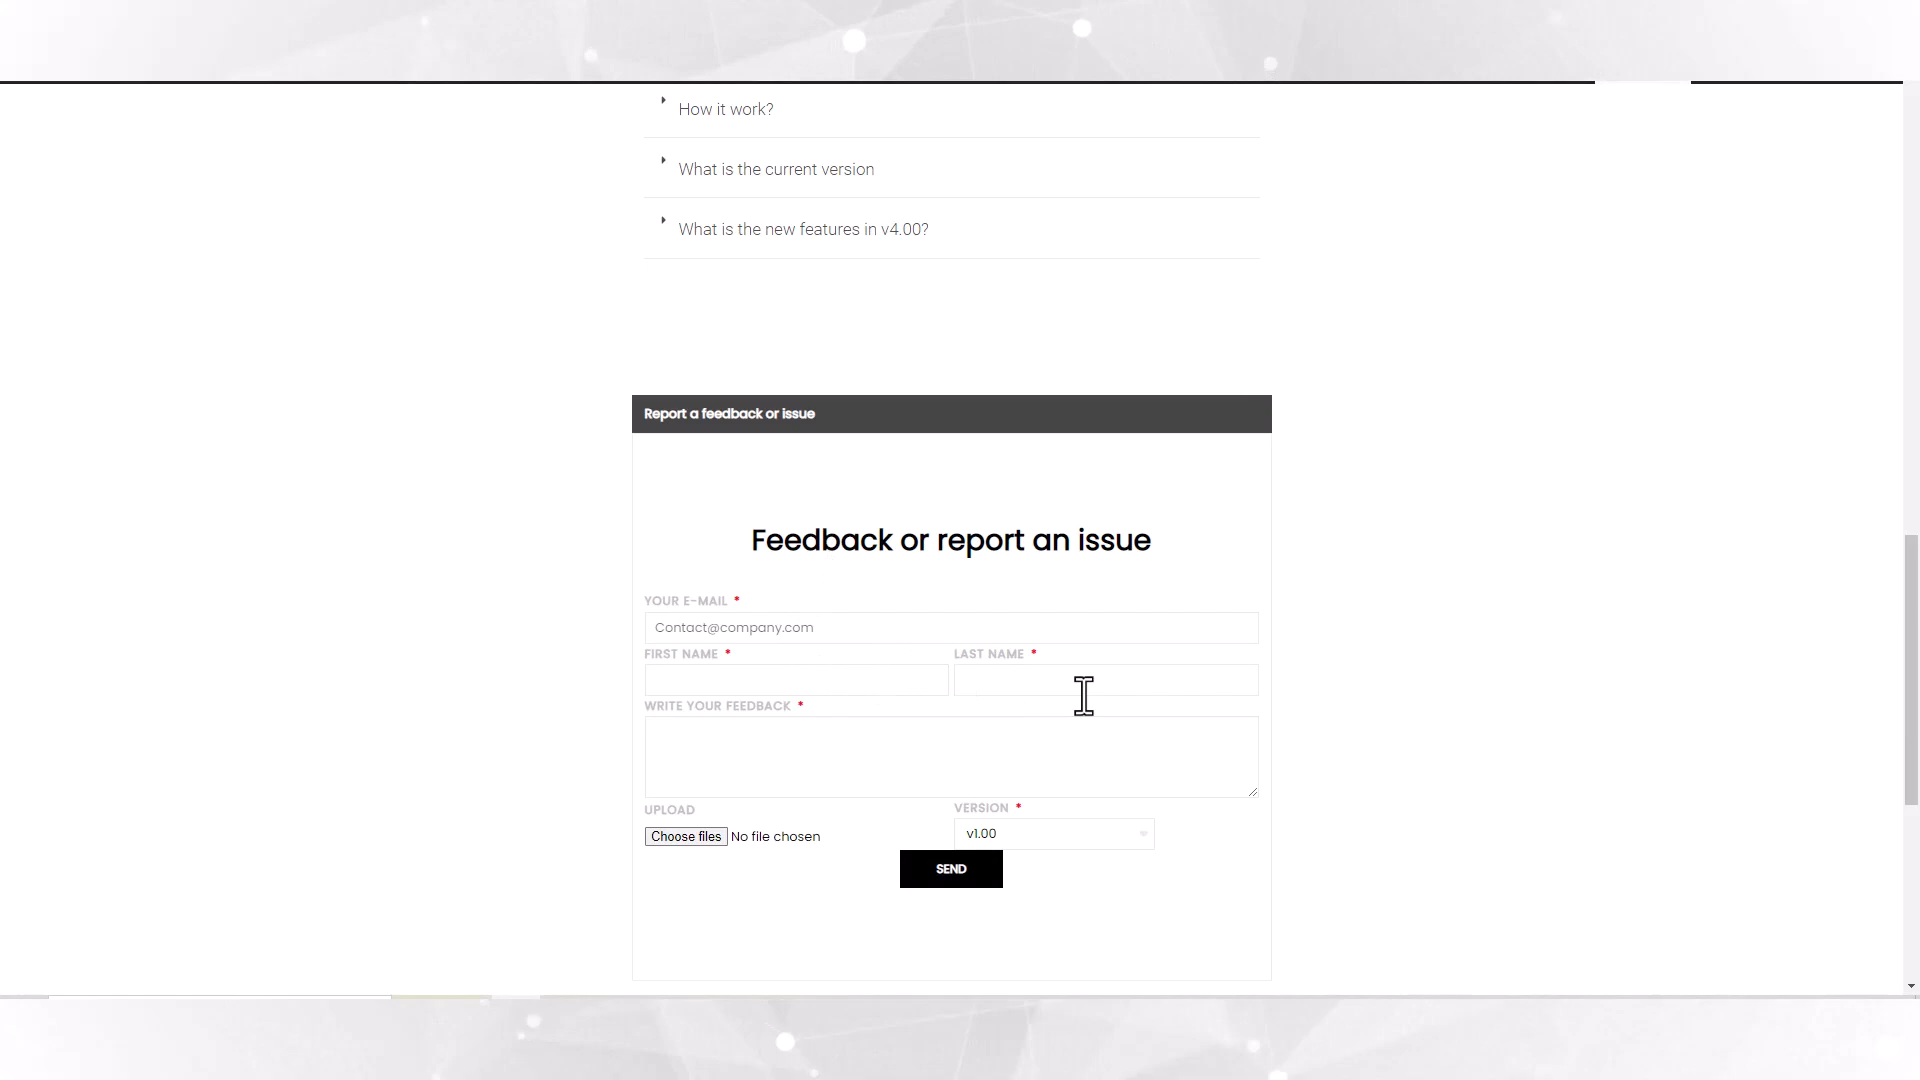 How it work?
What is the current version
What is the new features in v4.00?
Report a feedback or issue
Feedback or report an issue
YOUR E-MAIL *
Contact@company.com
FIRST NAME * LAST NAME *
WRITE YOUR FEEDBACK *
UPLOAD VERSION *
Choose files No file chosen v1.00
SEND